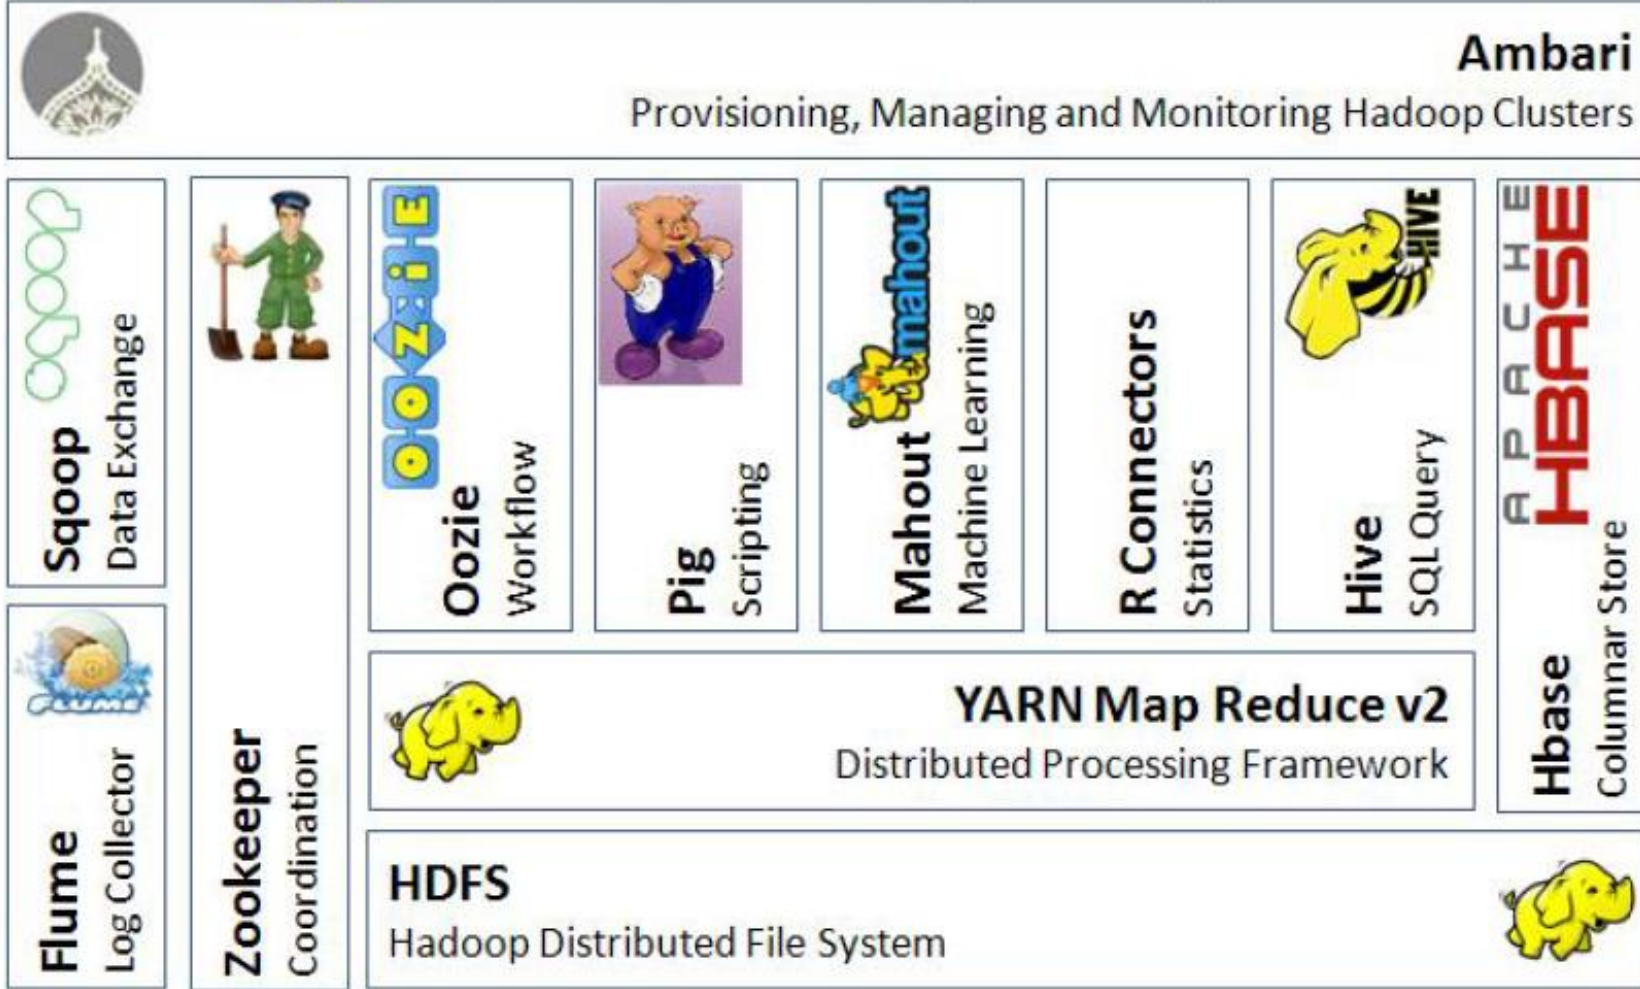 Ambari
Provisioning, Managing and Monitoring Hadoop Clusters
sqoop
Sqoop
Data Exchange
FLUME
Flume
Log Collector
Zookeeper
Coordination
OOZiE
Oozie
Workflow
Pig
Scripting
mahout
Mahout
Machine Learning
R Connectors
Statistics
HIVE
Hive
SQL Query
APACHE
HBASE
Hbase
Columnar Store
YARN Map Reduce v2
Distributed Processing Framework
HDFS
Hadoop Distributed File System